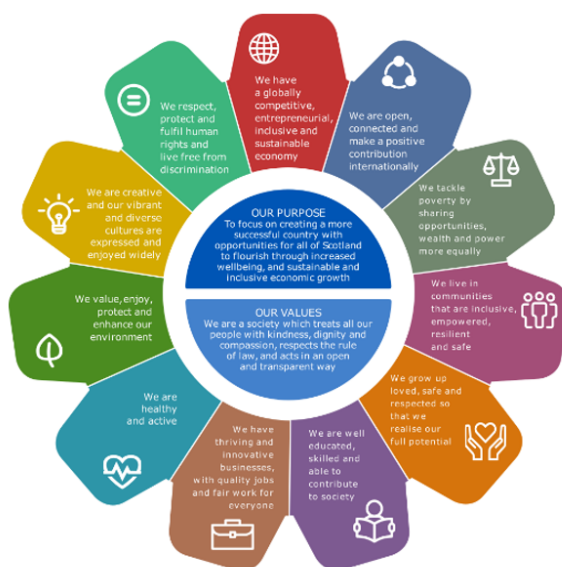 We have
a globally
competitive,
entrepreneurial,
inclusive and
sustainable
economy
We are open,
connected and
make a positive
contribution
internationally
We tackle
poverty by
sharing
opportunities,
wealth and power
more equally
We live in
communities
that are inclusive,
empowered,
resilient
and safe
We grow up
loved, safe and
respected so
that we
realise our
full potential
We are well
educated,
skilled and
able to
contribute
to society
We have
thriving and
innovative
businesses,
with quality jobs
and fair work for
everyone
We are
healthy
and active
We value, enjoy,
protect and
enhance our
environment
We are creative
and our vibrant
and diverse
cultures are
expressed and
enjoyed widely
We respect,
protect and
fulfil human
rights and
live free from
discrimination
OUR PURPOSE
To focus on creating a more
successful country with
opportunities for all of Scotland
to flourish through increased
wellbeing, and sustainable and
inclusive economic growth
OUR VALUES
We are a society which treats all our
people with kindness, dignity and
compassion, respects the rule
of law, and acts in an open
and transparent way